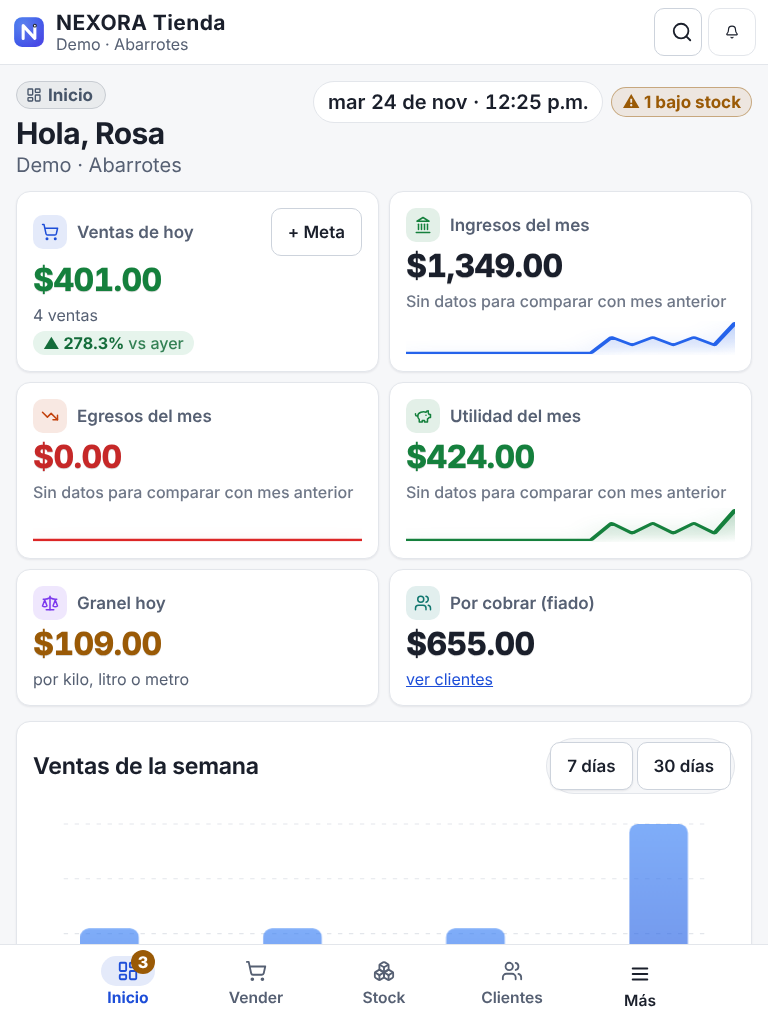 NEXORA Tienda
Demo · Abarrotes
Inicio
mar 24 de nov · 12:25 p.m.
1 bajo stock
Hola, Rosa
Demo · Abarrotes
Ventas de hoy
+ Meta
$401.00
4 ventas
▲ 278.3% vs ayer
Ingresos del mes
$1,349.00
Sin datos para comparar con mes anterior
Egresos del mes
$0.00
Sin datos para comparar con mes anterior
Utilidad del mes
$424.00
Sin datos para comparar con mes anterior
Granel hoy
$109.00
por kilo, litro o metro
Por cobrar (fiado)
$655.00
ver clientes
Ventas de la semana
7 días
30 días
3
Inicio
Vender
Stock
Clientes
Más